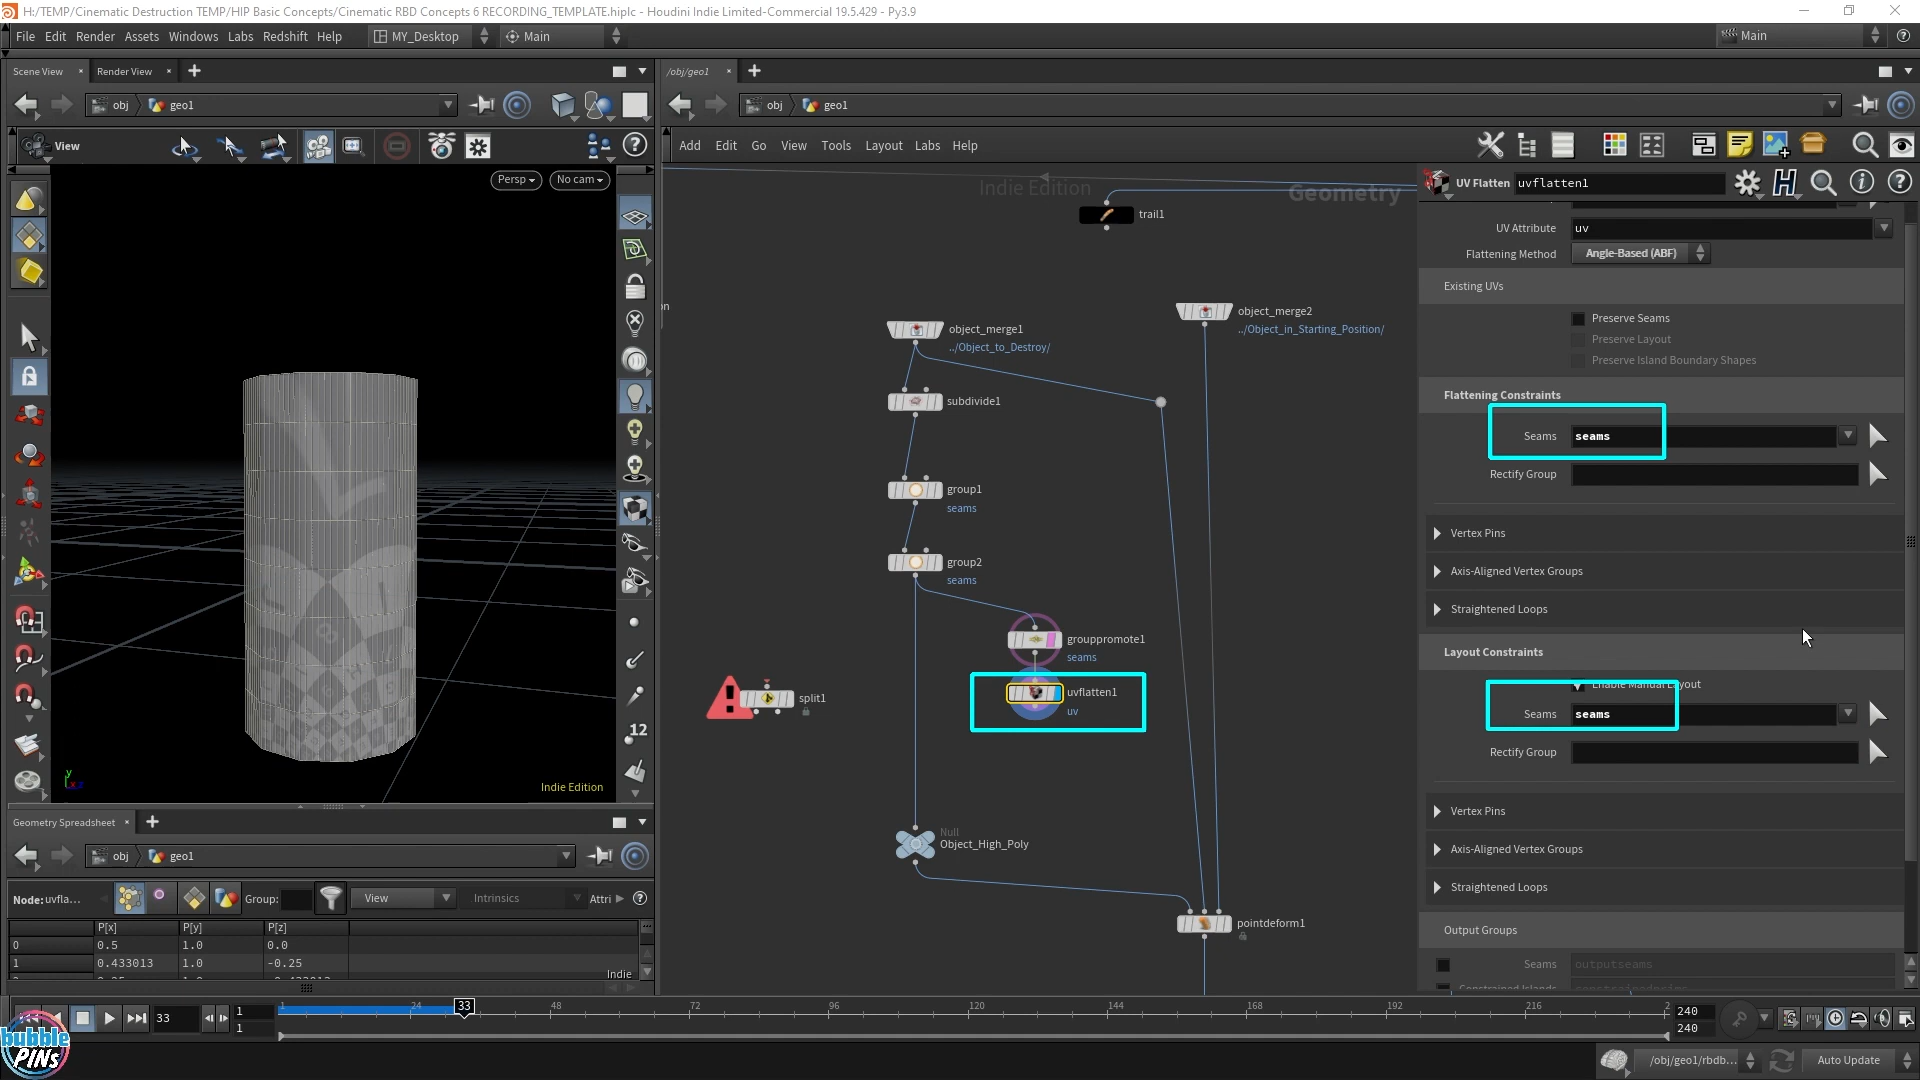 H:/TEMP/Cinematic Destruction TEMP/HIP Basic Concepts/Cinematic RBD Concepts 6 RECORDING_TEMPLATE.hiplc - Houdini Indie Limited-Commercial 19.5.429 - Py3.9
File Edit Render Assets Windows Labs Redshift Help MY_Desktop Main Main
Scene View Render View
obj geo1
View
Persp No cam
Indie Edition
Geometry Spreadsheet
obj geo1
Node: uvfla... Group: View Intrinsics Attri
P[x] P[y] P[z]
0 0.5 1.0 0.0
1 0.433013 1.0 -0.25
Indie
/obj/geo1
obj geo1
Add Edit Go View Tools Layout Labs Help
Indie Edition
Geometry
trail1
object_merge1
../Object_to_Destroy/
object_merge2
../Object_in_Starting_Position/
subdivide1
group1
seams
group2
seams
grouppromote1
seams
uvflatten1
uv
split1
Null
Object_High_Poly
pointdeform1
UV Flatten uvflatten1
UV Attribute uv
Flattening Method Angle-Based (ABF)
Existing UVs
Preserve Seams
Preserve Layout
Preserve Island Boundary Shapes
Flattening Constraints
Seams seams
Rectify Group
Vertex Pins
Axis-Aligned Vertex Groups
Straightened Loops
Layout Constraints
Enable Manual Layout
Seams seams
Rectify Group
Vertex Pins
Axis-Aligned Vertex Groups
Straightened Loops
Output Groups
Seams outputseams
12
33 1 1 24 33 48 72 96 120 144 168 192 216 2 240
1 240
bubble PiNs
/obj/geo1/rbdb... Auto Update